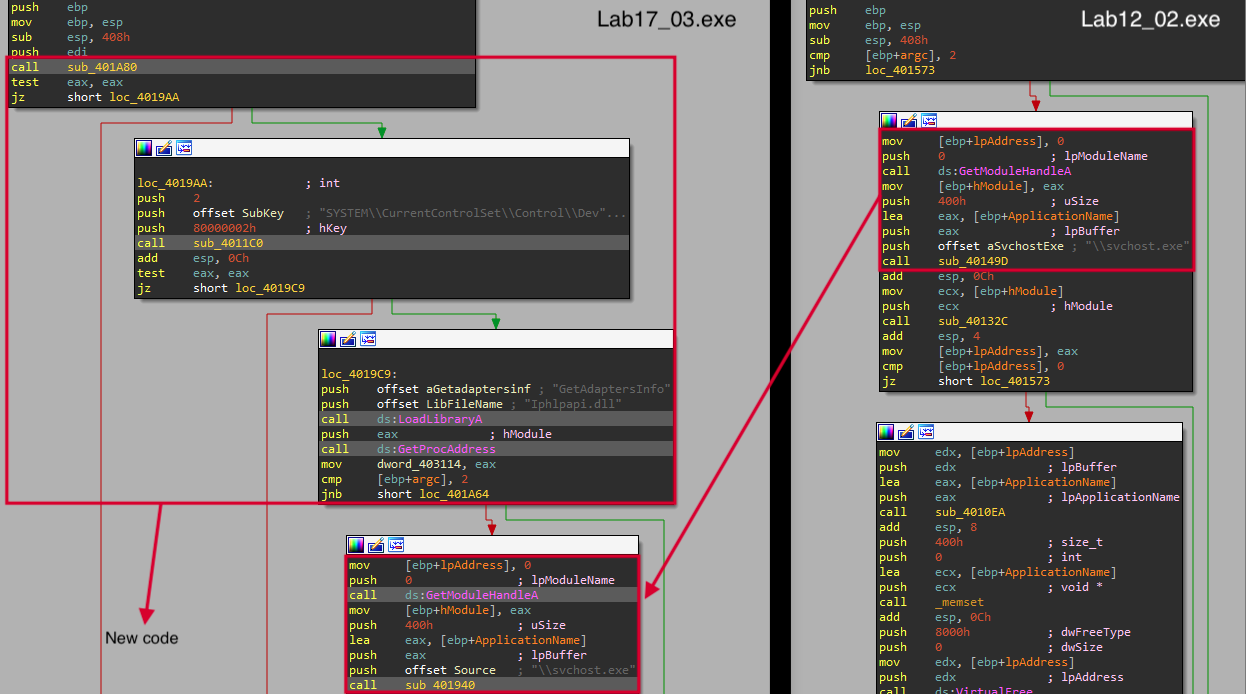 Lab17_03.exe
push ebp
mov ebp, esp
sub esp, 408h
push edi
call sub_401A80
test eax, eax
jz short loc_4019AA
loc_4019AA: ; int
push 2
push offset SubKey ; "SYSTEM\\CurrentControlSet\\Control\\Dev"...
push 80000002h ; hKey
call sub_4011C0
add esp, 0Ch
test eax, eax
jz short loc_4019C9
loc_4019C9:
push offset aGetadaptersinf ; "GetAdaptersInfo"
push offset LibFileName ; "Iphlpapi.dll"
call ds:LoadLibraryA
push eax ; hModule
call ds:GetProcAddress
mov dword_403114, eax
cmp [ebp+argc], 2
jnb short loc_401A64
New code
mov [ebp+lpAddress], 0
push 0 ; lpModuleName
call ds:GetModuleHandleA
mov [ebp+hModule], eax
push 400h ; uSize
lea eax, [ebp+ApplicationName]
push eax ; lpBuffer
push offset Source ; "\\svchost.exe"
call sub_401940
Lab12_02.exe
push ebp
mov ebp, esp
sub esp, 408h
cmp [ebp+argc], 2
jnb loc_401573
mov [ebp+lpAddress], 0
push 0 ; lpModuleName
call ds:GetModuleHandleA
mov [ebp+hModule], eax
push 400h ; uSize
lea eax, [ebp+ApplicationName]
push eax ; lpBuffer
push offset aSvchostExe ; "\\svchost.exe"
call sub_40149D
add esp, 0Ch
mov ecx, [ebp+hModule]
push ecx ; hModule
call sub_40132C
add esp, 4
mov [ebp+lpAddress], eax
cmp [ebp+lpAddress], 0
jz short loc_401573
mov edx, [ebp+lpAddress]
push edx ; lpBuffer
lea eax, [ebp+ApplicationName]
push eax ; lpApplicationName
call sub_4010EA
add esp, 8
push 400h ; size_t
push 0 ; int
lea ecx, [ebp+ApplicationName]
push ecx ; void *
call _memset
add esp, 0Ch
push 8000h ; dwFreeType
push 0 ; dwSize
mov edx, [ebp+lpAddress]
push edx ; lpAddress
call ds:VirtualFree